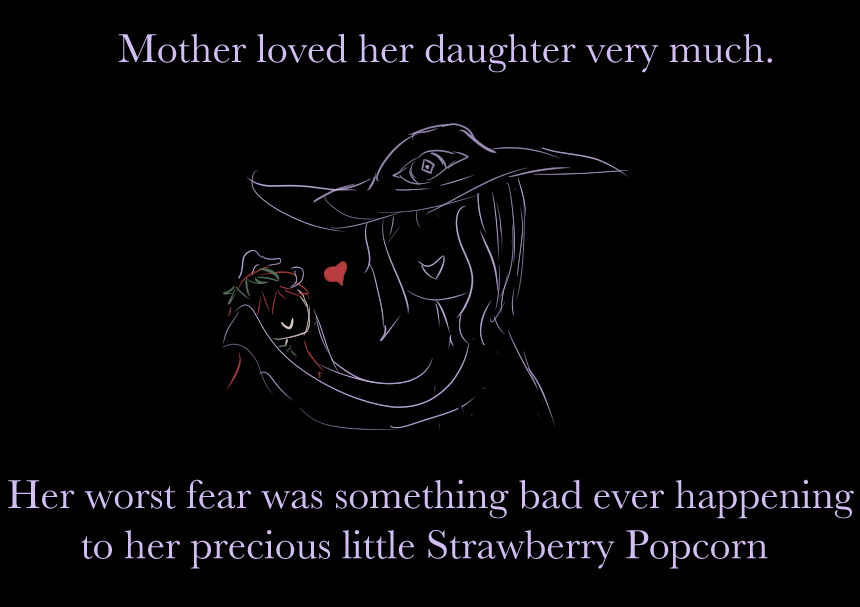 Mother loved her daughter very much.
Her worst fear was something bad ever happening
to her precious little Strawberry Popcorn